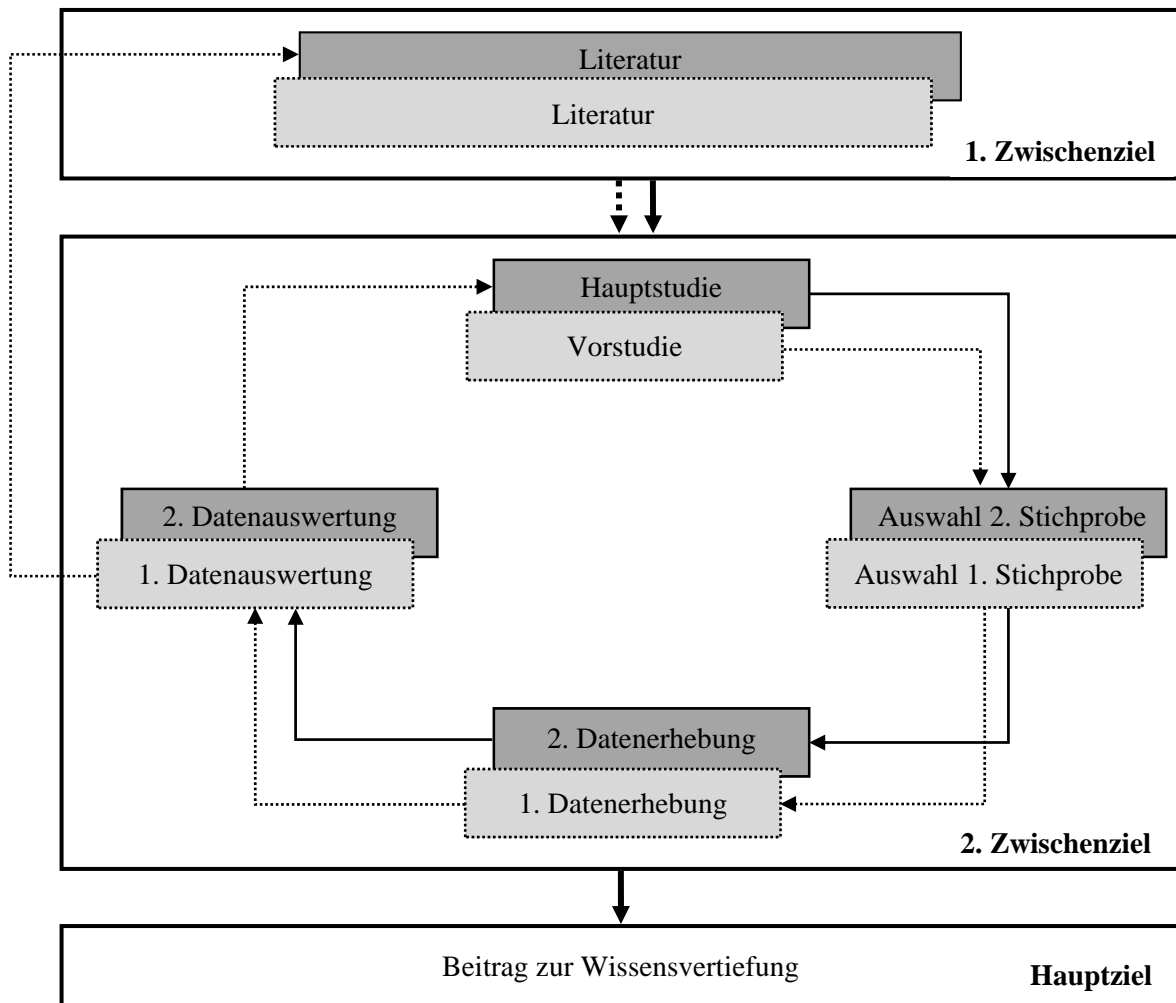 Literatur
Literatur
1. Zwischenziel
Hauptstudie
Vorstudie
2. Datenauswertung
Auswahl 2. Stichprobe
1. Datenauswertung
Auswahl 1. Stichprobe
2. Datenerhebung
1. Datenerhebung
2. Zwischenziel
Beitrag zur Wissensvertiefung
Hauptziel